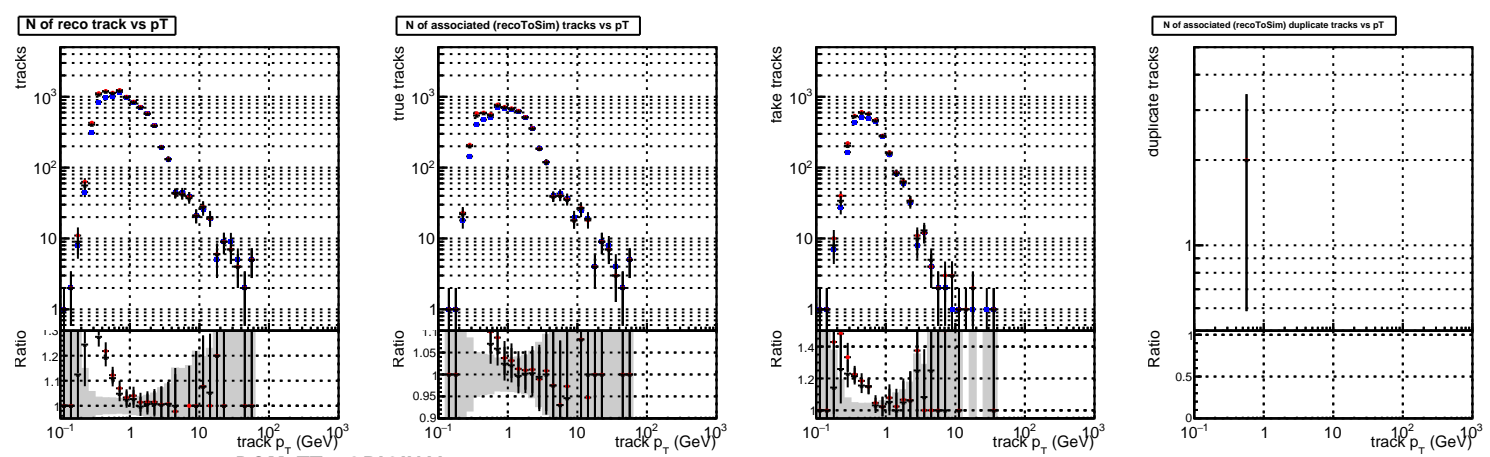 N of reco track vs pT
tracks
10³
10²
10
1
Ratio
1.3
1.2
1.1
1
10⁻¹ 1 10 10² 10³
track p_T (GeV)
N of associated (recoToSim) tracks vs pT
true tracks
10³
10²
10
1
Ratio
1.1
1.05
1
0.95
0.9
10⁻¹ 1 10 10² 10³
track p_T (GeV)
fake tracks
10³
10²
10
1
Ratio
1.4
1.2
1
10⁻¹ 1 10 10² 10³
track p_T (GeV)
N of associated (recoToSim) duplicate tracks vs pT
duplicate tracks
1
Ratio
1
0.5
0
10⁻¹ 1 10 10² 10³
track p_T (GeV)